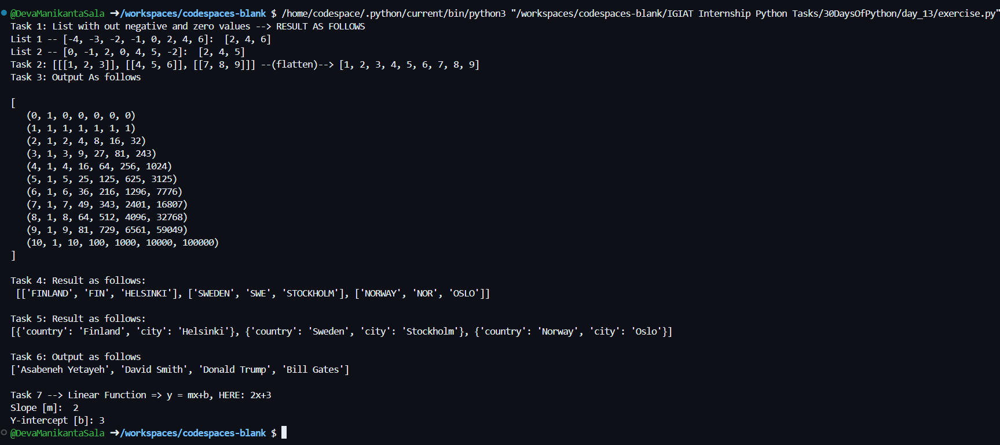 @DevaManikantaSala ➜/workspaces/codespaces-blank $ /home/codespace/.python/current/bin/python3 "/workspaces/codespaces-blank/IGIAT Internship Python Tasks/30DaysOfPython/day_13/exercise.py"
Task 1: List with out negative and zero values --> RESULT AS FOLLOWS
List 1 -- [-4, -3, -2, -1, 0, 2, 4, 6]:  [2, 4, 6]
List 2 -- [0, -1, 2, 0, 4, 5, -2]:  [2, 4, 5]
Task 2: [[[1, 2, 3]], [[4, 5, 6]], [[7, 8, 9]]] --(flatten)--> [1, 2, 3, 4, 5, 6, 7, 8, 9]
Task 3: Output As follows
[
(0, 1, 0, 0, 0, 0, 0)
(1, 1, 1, 1, 1, 1, 1)
(2, 1, 2, 4, 8, 16, 32)
(3, 1, 3, 9, 27, 81, 243)
(4, 1, 4, 16, 64, 256, 1024)
(5, 1, 5, 25, 125, 625, 3125)
(6, 1, 6, 36, 216, 1296, 7776)
(7, 1, 7, 49, 343, 2401, 16807)
(8, 1, 8, 64, 512, 4096, 32768)
(9, 1, 9, 81, 729, 6561, 59049)
(10, 1, 10, 100, 1000, 10000, 100000)
]
Task 4: Result as follows:
[['FINLAND', 'FIN', 'HELSINKI'], ['SWEDEN', 'SWE', 'STOCKHOLM'], ['NORWAY', 'NOR', 'OSLO']]
Task 5: Result as follows:
[{'country': 'Finland', 'city': 'Helsinki'}, {'country': 'Sweden', 'city': 'Stockholm'}, {'country': 'Norway', 'city': 'Oslo'}]
Task 6: Output as follows
['Asabeneh Yetayeh', 'David Smith', 'Donald Trump', 'Bill Gates']
Task 7 --> Linear Function => y = mx+b, HERE: 2x+3
Slope [m]:  2
Y-intercept [b]: 3
@DevaManikantaSala ➜/workspaces/codespaces-blank $